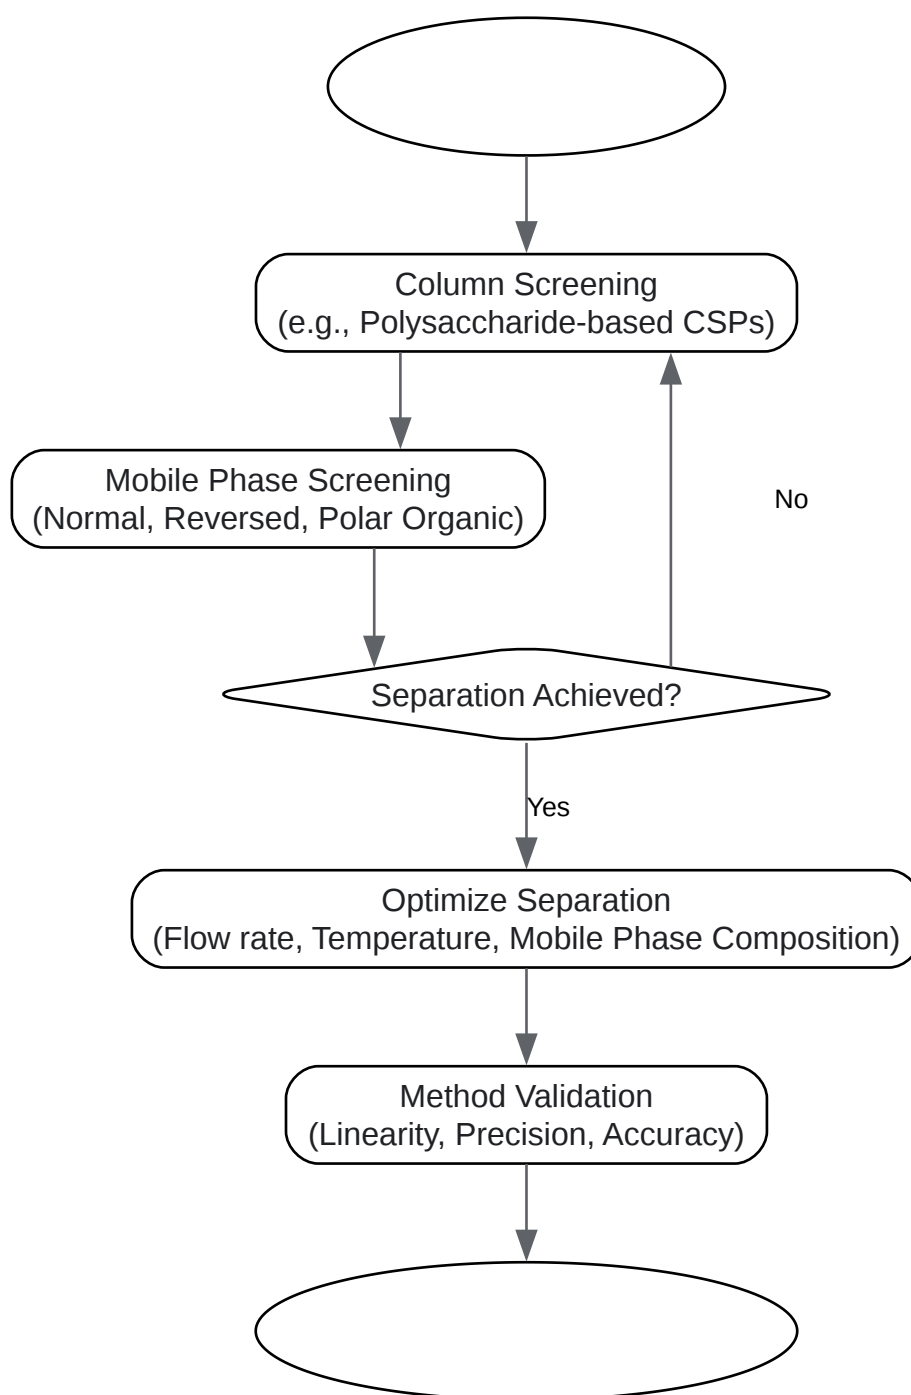 Column Screening
(e.g., Polysaccharide-based CSPs)
Mobile Phase Screening
(Normal, Reversed, Polar Organic)
No
Separation Achieved?
Yes
Optimize Separation
(Flow rate, Temperature, Mobile Phase Composition)
Method Validation
(Linearity, Precision, Accuracy)